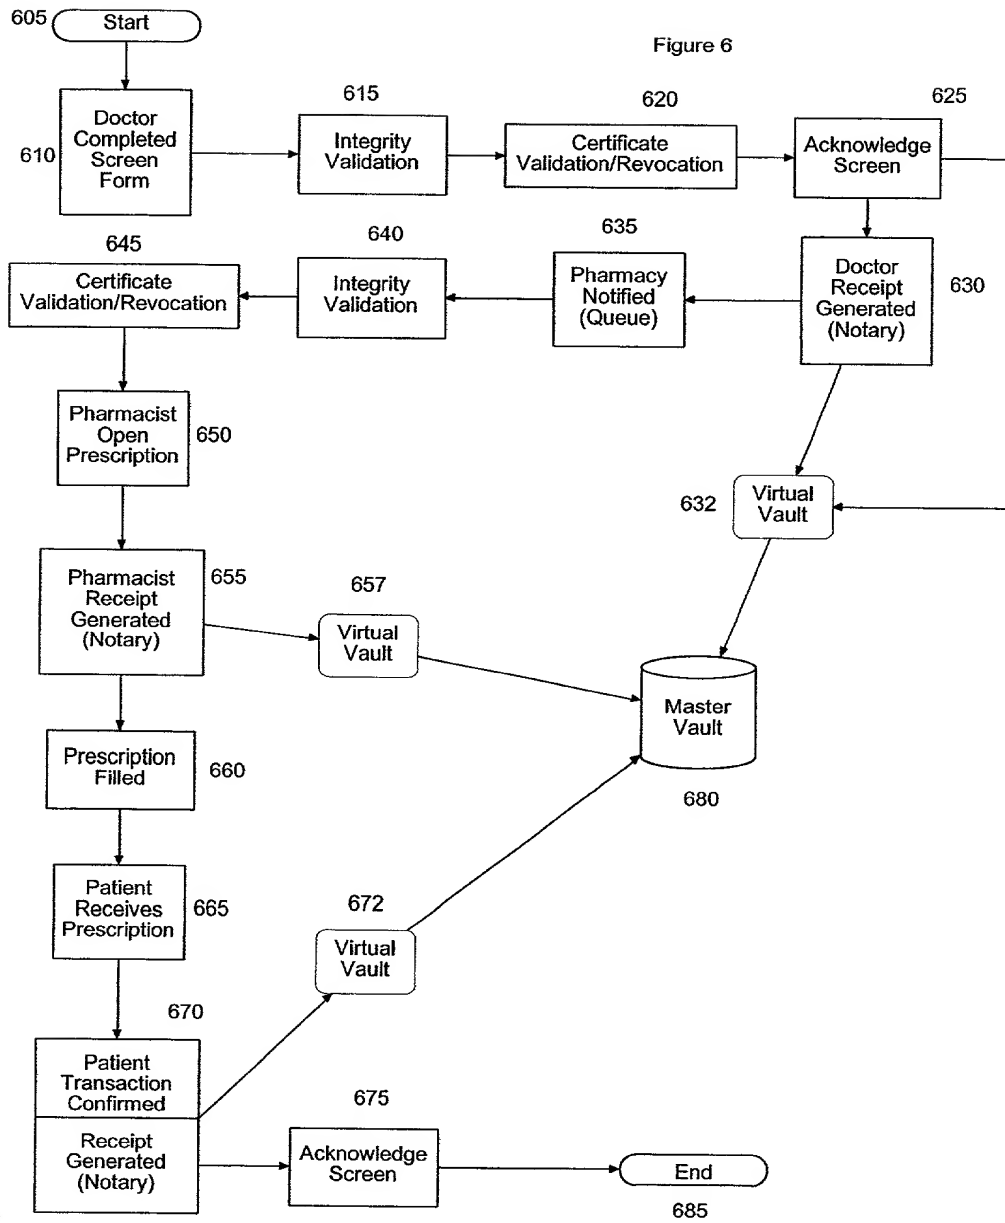 605
Start
Figure 6
610
Doctor
Completed
Screen
Form
615
Integrity
Validation
620
Certificate
Validation/Revocation
625
Acknowledge
Screen
645
Certificate
Validation/Revocation
640
Integrity
Validation
635
Pharmacy
Notified
(Queue)
Doctor
Receipt
Generated
(Notary)
630
Pharmacist
Open
Prescription
650
632
Virtual
Vault
Pharmacist
Receipt
Generated
(Notary)
655
657
Virtual
Vault
Master
Vault
680
Prescription
Filled
660
Patient
Receives
Prescription
665
672
Virtual
Vault
670
Patient
Transaction
Confirmed
Receipt
Generated
(Notary)
675
Acknowledge
Screen
End
685